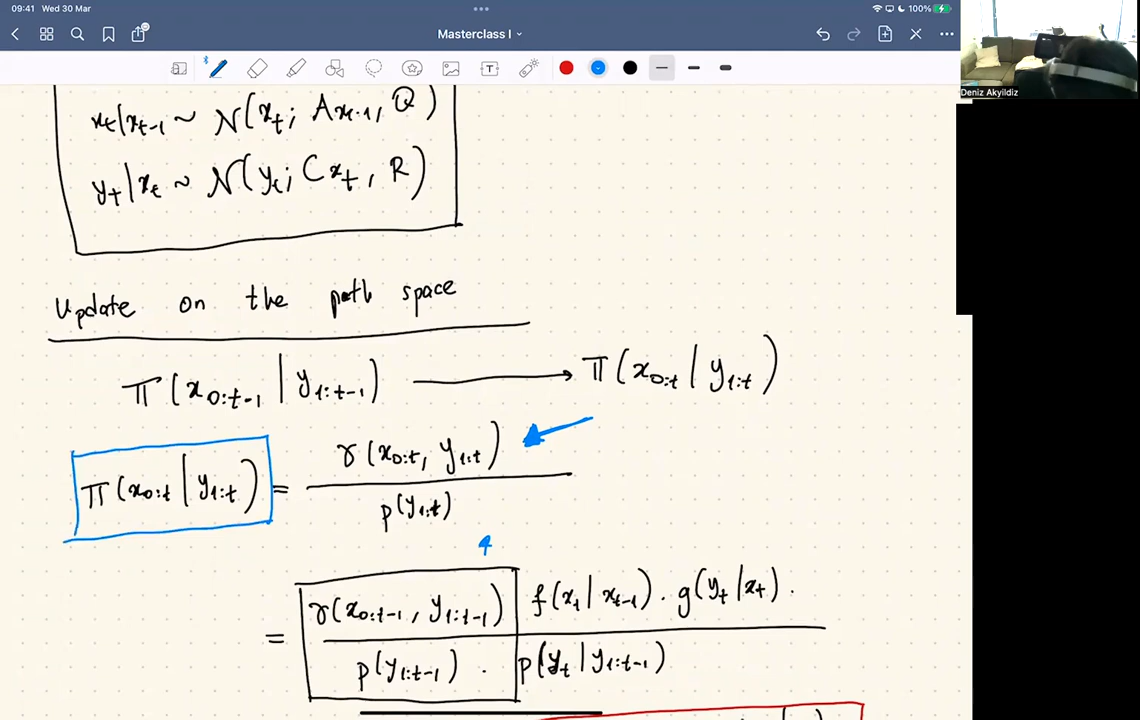 09:41 Wed 30 Mar
100%
Masterclass I
Deniz Akyildiz
x_t|x_{t-1} ~ N(x_t; Ax_{t-1}, Q)
y_t|x_t ~ N(y_t; Cx_t, R)
Update on the path space
π(x_{0:t-1} | y_{1:t-1}) ⟶ π(x_{0:t} | y_{1:t})
π(x_{0:t} | y_{1:t}) = γ(x_{0:t}, y_{1:t}) / p(y_{1:t})
= γ(x_{0:t-1}, y_{1:t-1}) f(x_t | x_{t-1}) · g(y_t | x_t) · / p(y_{1:t-1}) · p(y_t | y_{1:t-1})